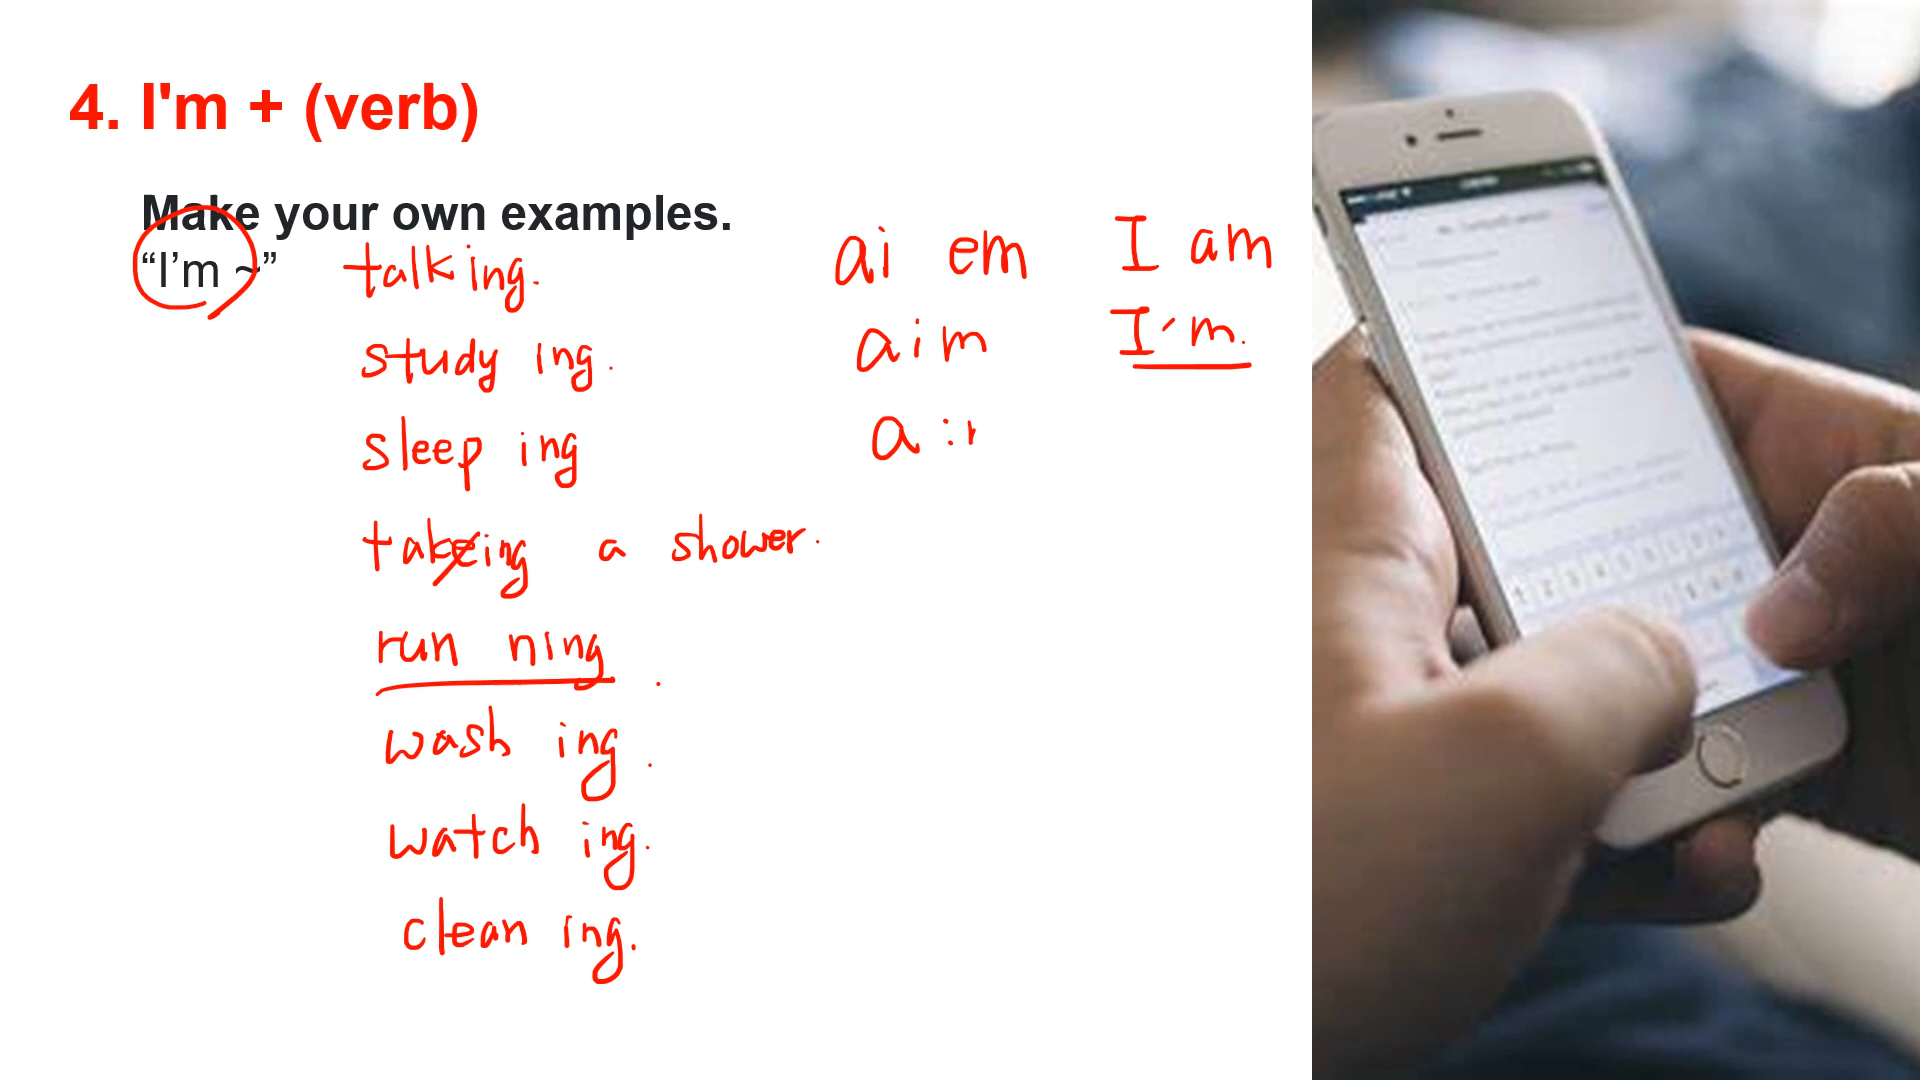 4. I'm + (verb)
Make your own examples.
“I’m ~”
talking.
studying.
sleeping
takeing a shower.
running.
washing.
watching.
cleaning.
ai em I am
aim I'm.